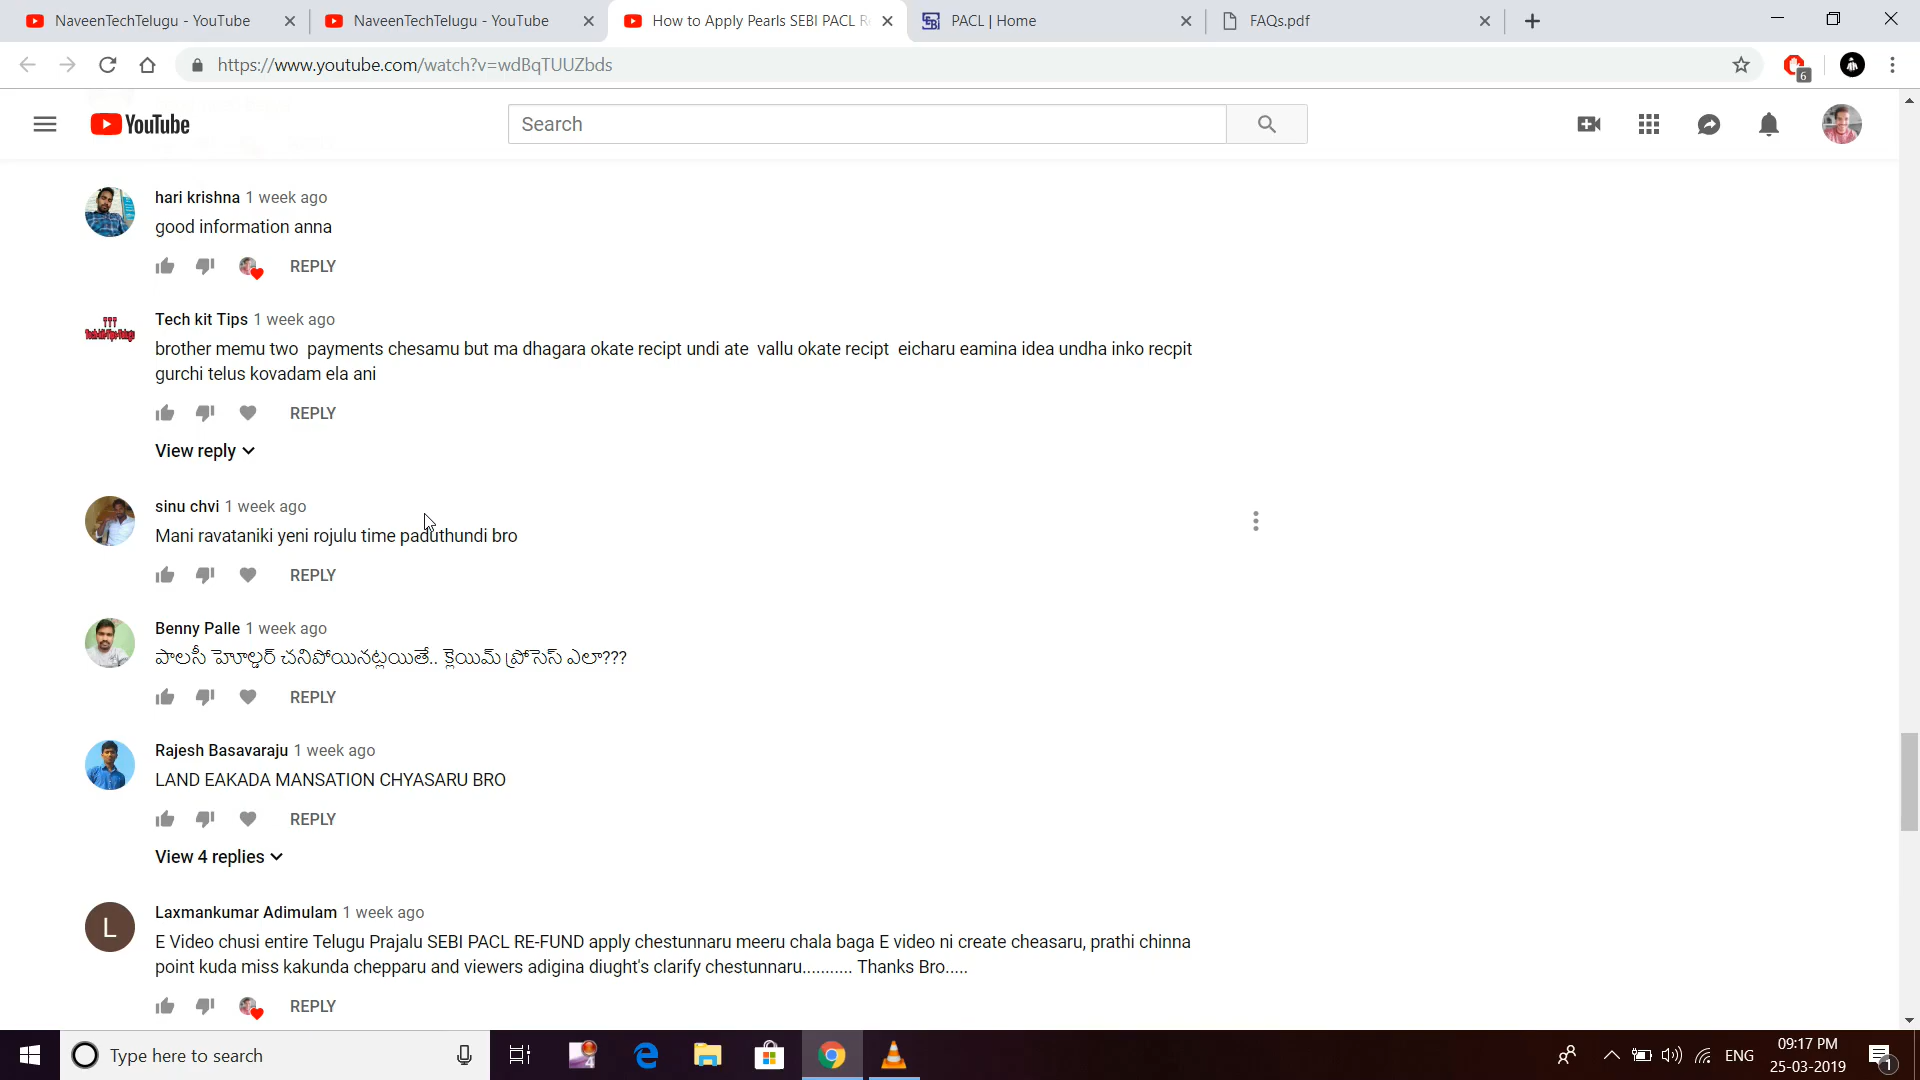 NaveenTechTelugu - YouTube
NaveenTechTelugu - YouTube
How to Apply Pearls SEBI PACL R
PACL | Home
FAQs.pdf
https://www.youtube.com/watch?v=wdBqTUUZbds
6
YouTube
Search
hari krishna 1 week ago
good information anna
REPLY
Tech kit Tips 1 week ago
brother memu two payments chesamu but ma dhagara okate recipt undi ate vallu okate recipt eicharu eamina idea undha inko recpit
gurchi telus kovadam ela ani
REPLY
View reply
sinu chvi 1 week ago
Mani ravataniki yeni rojulu time paduthundi bro
REPLY
Benny Palle 1 week ago
పాలసీ హెూల్డర్ చనిపోయినట్లయితే.. క్లెయిమ్ ప్రోసెస్ ఎలా???
REPLY
Rajesh Basavaraju 1 week ago
LAND EAKADA MANSATION CHYASARU BRO
REPLY
View 4 replies
L
Laxmankumar Adimulam 1 week ago
E Video chusi entire Telugu Prajalu SEBI PACL RE-FUND apply chestunnaru meeru chala baga E video ni create cheasaru, prathi chinna
point kuda miss kakunda chepparu and viewers adigina diught's clarify chestunnaru........... Thanks Bro.....
REPLY
Type here to search
4
ENG
09:17 PM
25-03-2019
1